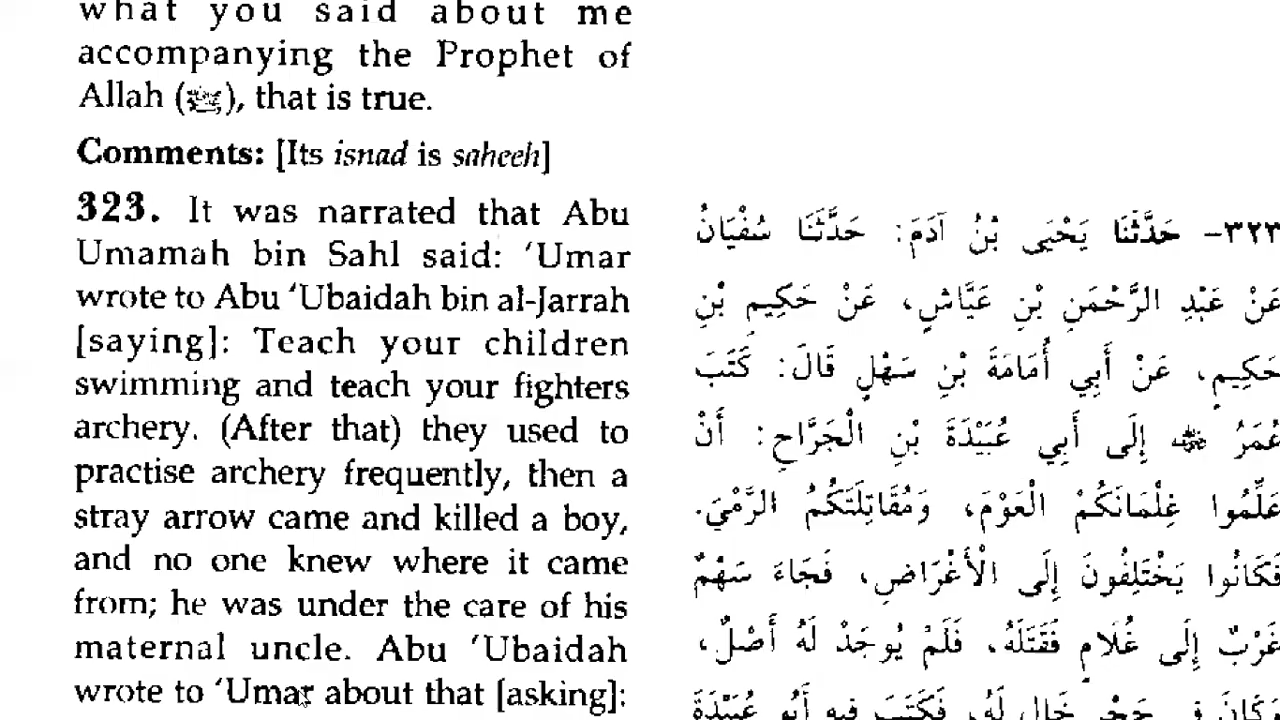 what you said about me
accompanying the Prophet of
Allah (ﷺ), that is true.
Comments: [Its isnad is saheeh]
323. It was narrated that Abu
Umamah bin Sahl said: ‘Umar
wrote to Abu ‘Ubaidah bin al-Jarrah
[saying]: Teach your children
swimming and teach your fighters
archery. (After that) they used to
practise archery frequently, then a
stray arrow came and killed a boy,
and no one knew where it came
from; he was under the care of his
maternal uncle. Abu ‘Ubaidah
wrote to ‘Umar about that [asking]:
٣٢٣- حَدَّثَنَا يَحْيَى بْنُ آدَمَ: حَدَّثَنَا سُفْيَانُ
عَنْ عَبْدِ الرَّحْمَنِ بْنِ عَيَّاشٍ، عَنْ حَكِيمِ بْنِ
حَكِيمٍ، عَنْ أَبِي أُمَامَةَ بْنِ سَهْلٍ قَالَ: كَتَبَ
عُمَرُ إِلَى أَبِي عُبَيْدَةَ بْنِ الْجَرَّاحِ: أَنْ
عَلِّمُوا غِلْمَانَكُمْ الْعَوْمَ، وَمُقَاتِلَتَكُمُ الرَّمْيَ.
فَكَانُوا يَخْتَلِفُونَ إِلَى الْأَغْرَاضِ، فَجَاءَ سَهْمٌ
غَرْبٌ إِلَى غُلَامٍ فَقَتَلَهُ، فَلَمْ يُوجَدْ لَهُ أَصْلٌ،
وَكَانَ فِي حَجْرِ خَالٍ لَهُ، فَكَتَبَ فِيهِ أَبُو عُبَيْدَةَ